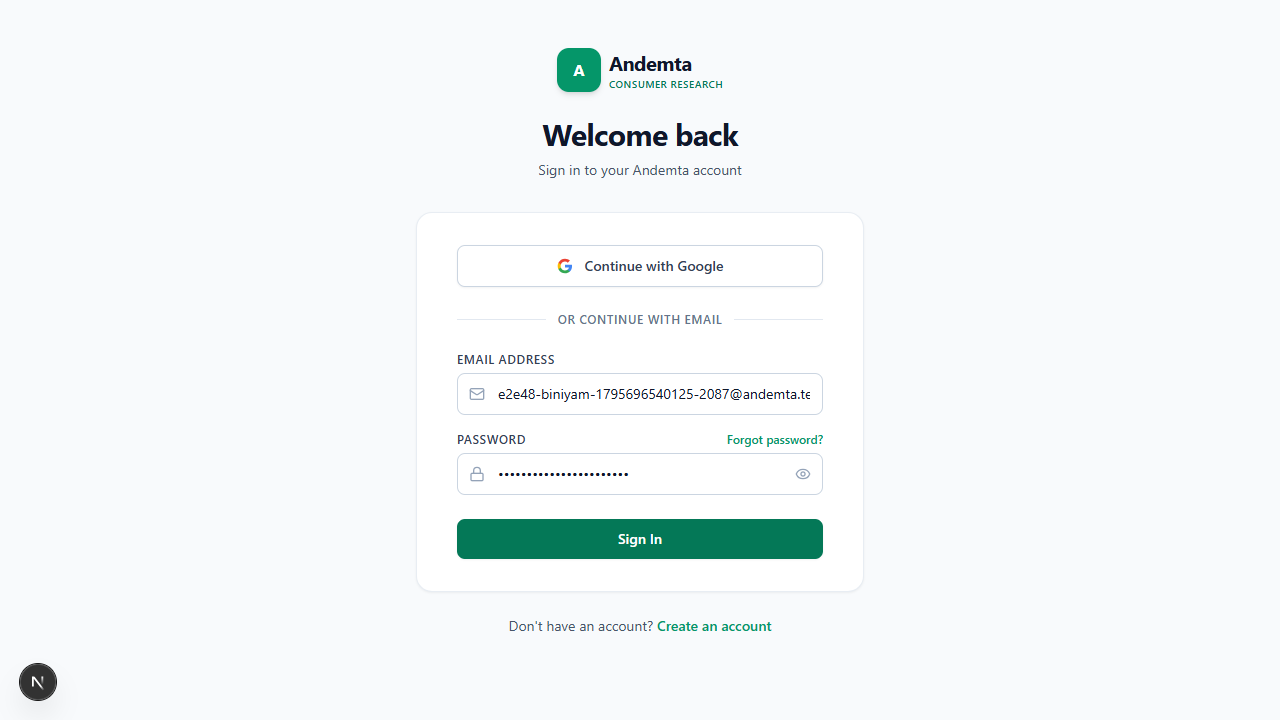 A
Andemta
CONSUMER RESEARCH
Welcome back
Sign in to your Andemta account
Continue with Google
OR CONTINUE WITH EMAIL
EMAIL ADDRESS
e2e48-biniyam-1795696540125-2087@andemta.te
PASSWORD
Forgot password?
•••••••••••••••••••••••
Sign In
Don't have an account? Create an account
N